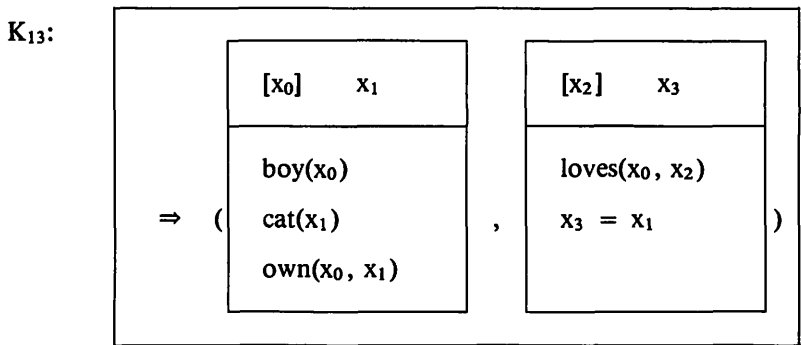 K₁₃:
[x₀] x₁ [x₂] x₃
boy(x₀) loves(x₀, x₂)
⇒ ( cat(x₁) , x₃ = x₁ )
own(x₀, x₁)